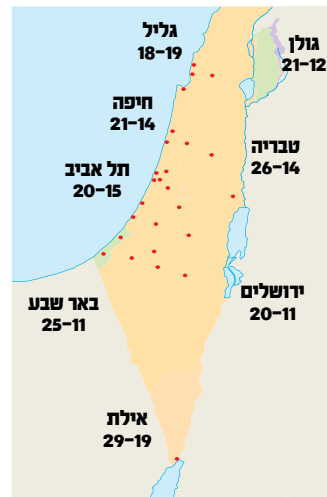 גליל
18-19
גולן
21-12
חיפה
21-14
טבריה
26-14
תל אביב
20-15
ירושלים
20-11
באר שבע
25-11
אילת
29-19